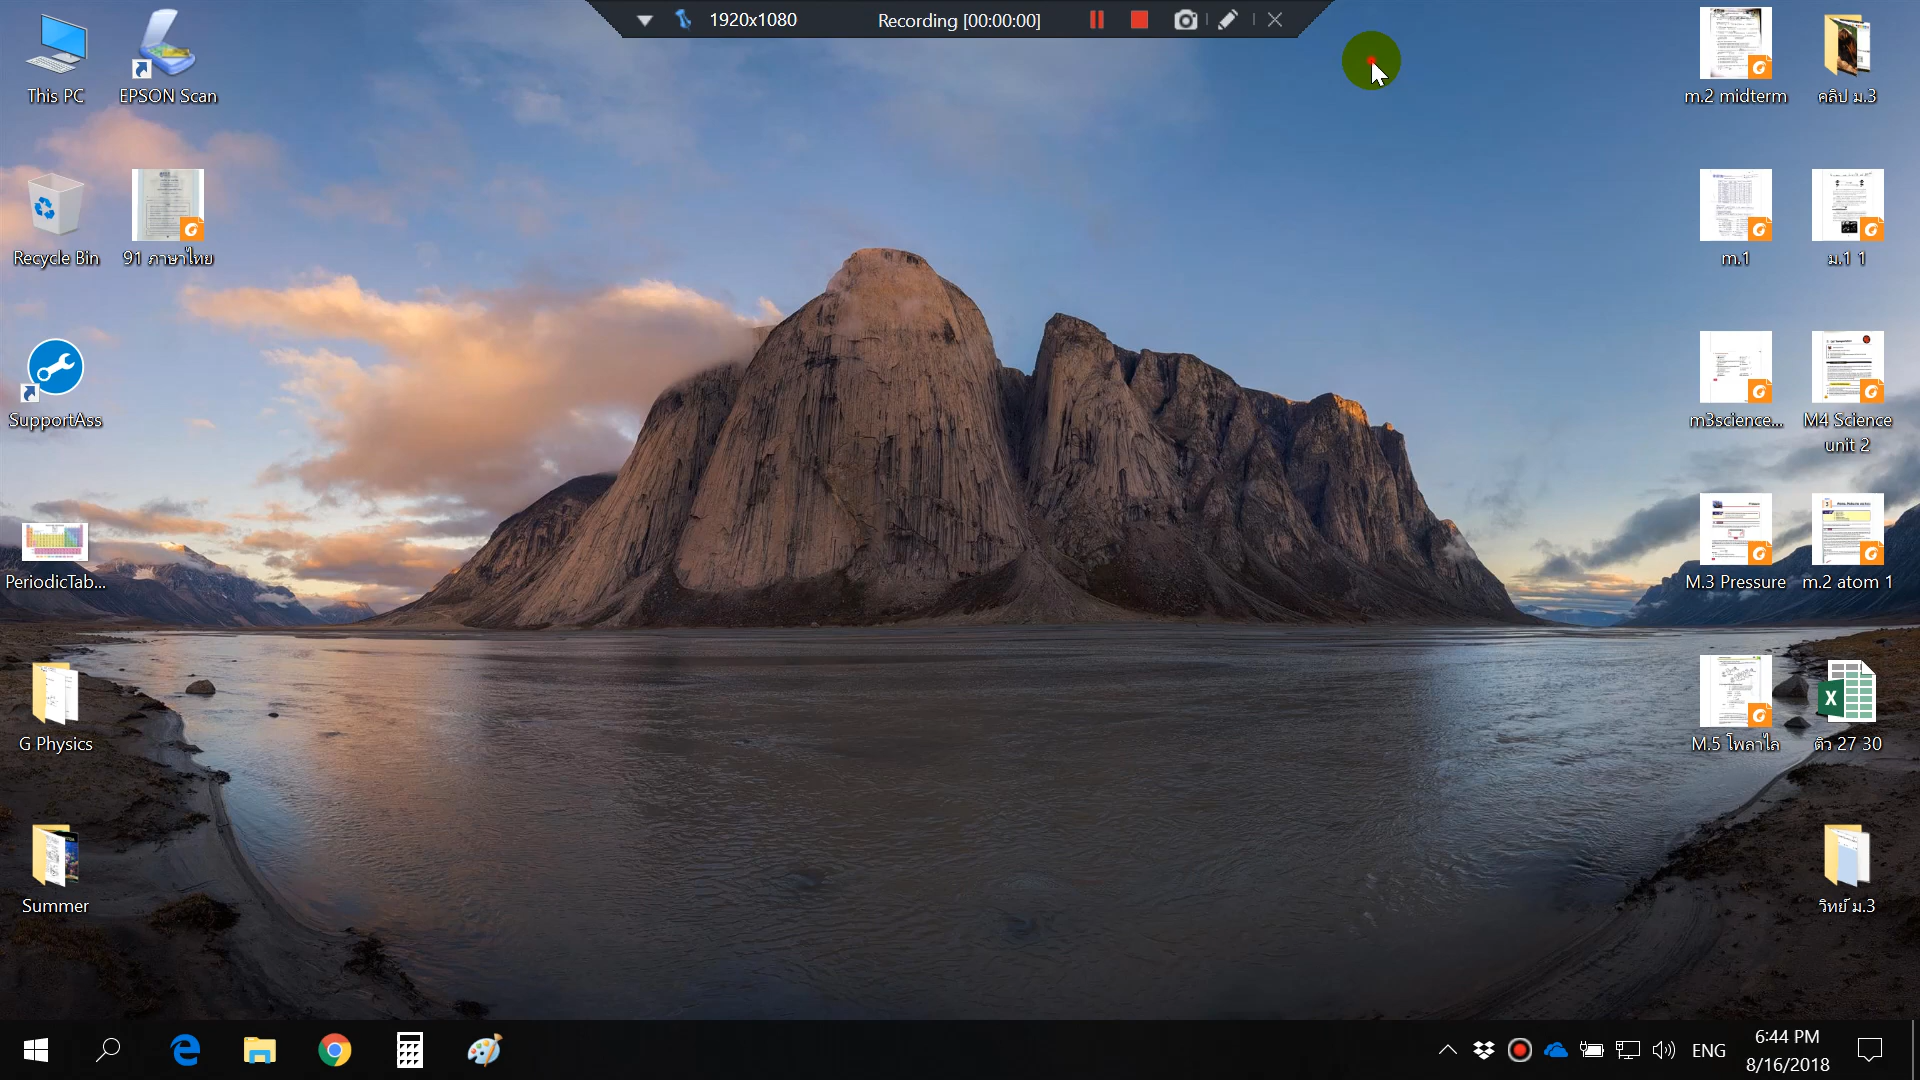 1920x1080
Recording [00:00:00]
This PC
EPSON Scan
m.2 midterm
คลิป ม.3
Recycle Bin
91 ภาษาไทย
m.1
ม.1 1
SupportAss
m3science...
M4 Science
unit 2
PeriodicTab...
M.3 Pressure
m.2 atom 1
G Physics
M.5 โพลาไล
ติว 27 30
Summer
วิทย์ ม.3
ENG
6:44 PM
8/16/2018